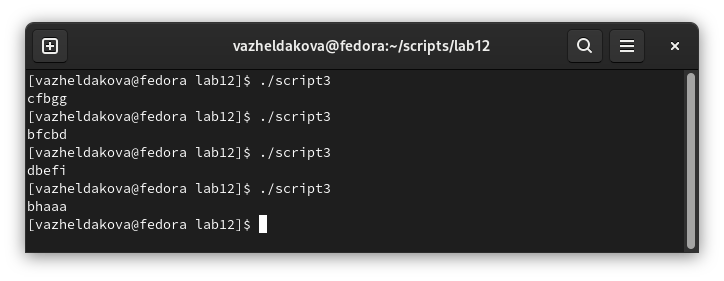 vazheldakova@fedora:~/scripts/lab12
[vazheldakova@fedora lab12]$ ./script3
cfbgg
[vazheldakova@fedora lab12]$ ./script3
bfcbd
[vazheldakova@fedora lab12]$ ./script3
dbefi
[vazheldakova@fedora lab12]$ ./script3
bhaaa
[vazheldakova@fedora lab12]$